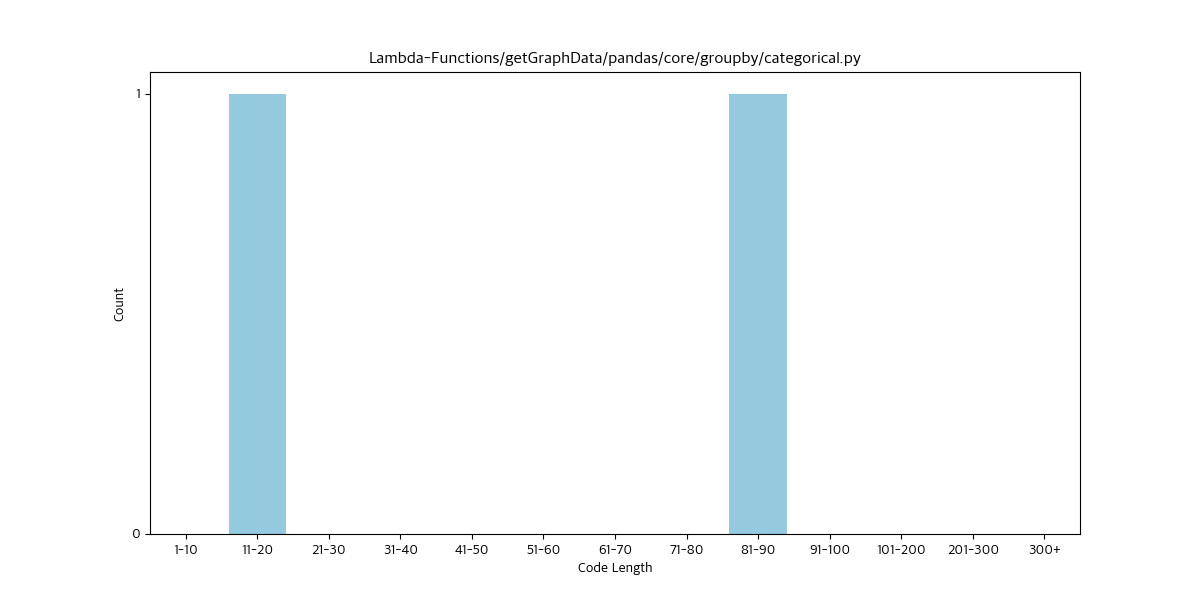 Lambda-Functions/getGraphData/pandas/core/groupby/categorical.py
1
Count
0
1-10 11-20 21-30 31-40 41-50 51-60 61-70 71-80 81-90 91-100 101-200 201-300 300+
Code Length